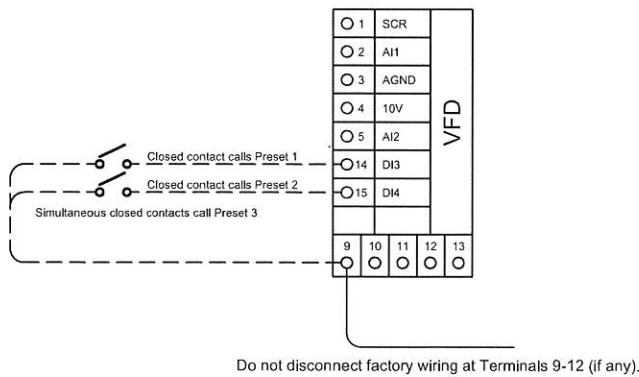 1 SCR
2 AI1
3 AGND
4 10V
5 AI2
Closed contact calls Preset 1 14 DI3
Closed contact calls Preset 2 15 DI4
VFD
Simultaneous closed contacts call Preset 3
9 10 11 12 13
Do not disconnect factory wiring at Terminals 9-12 (if any).